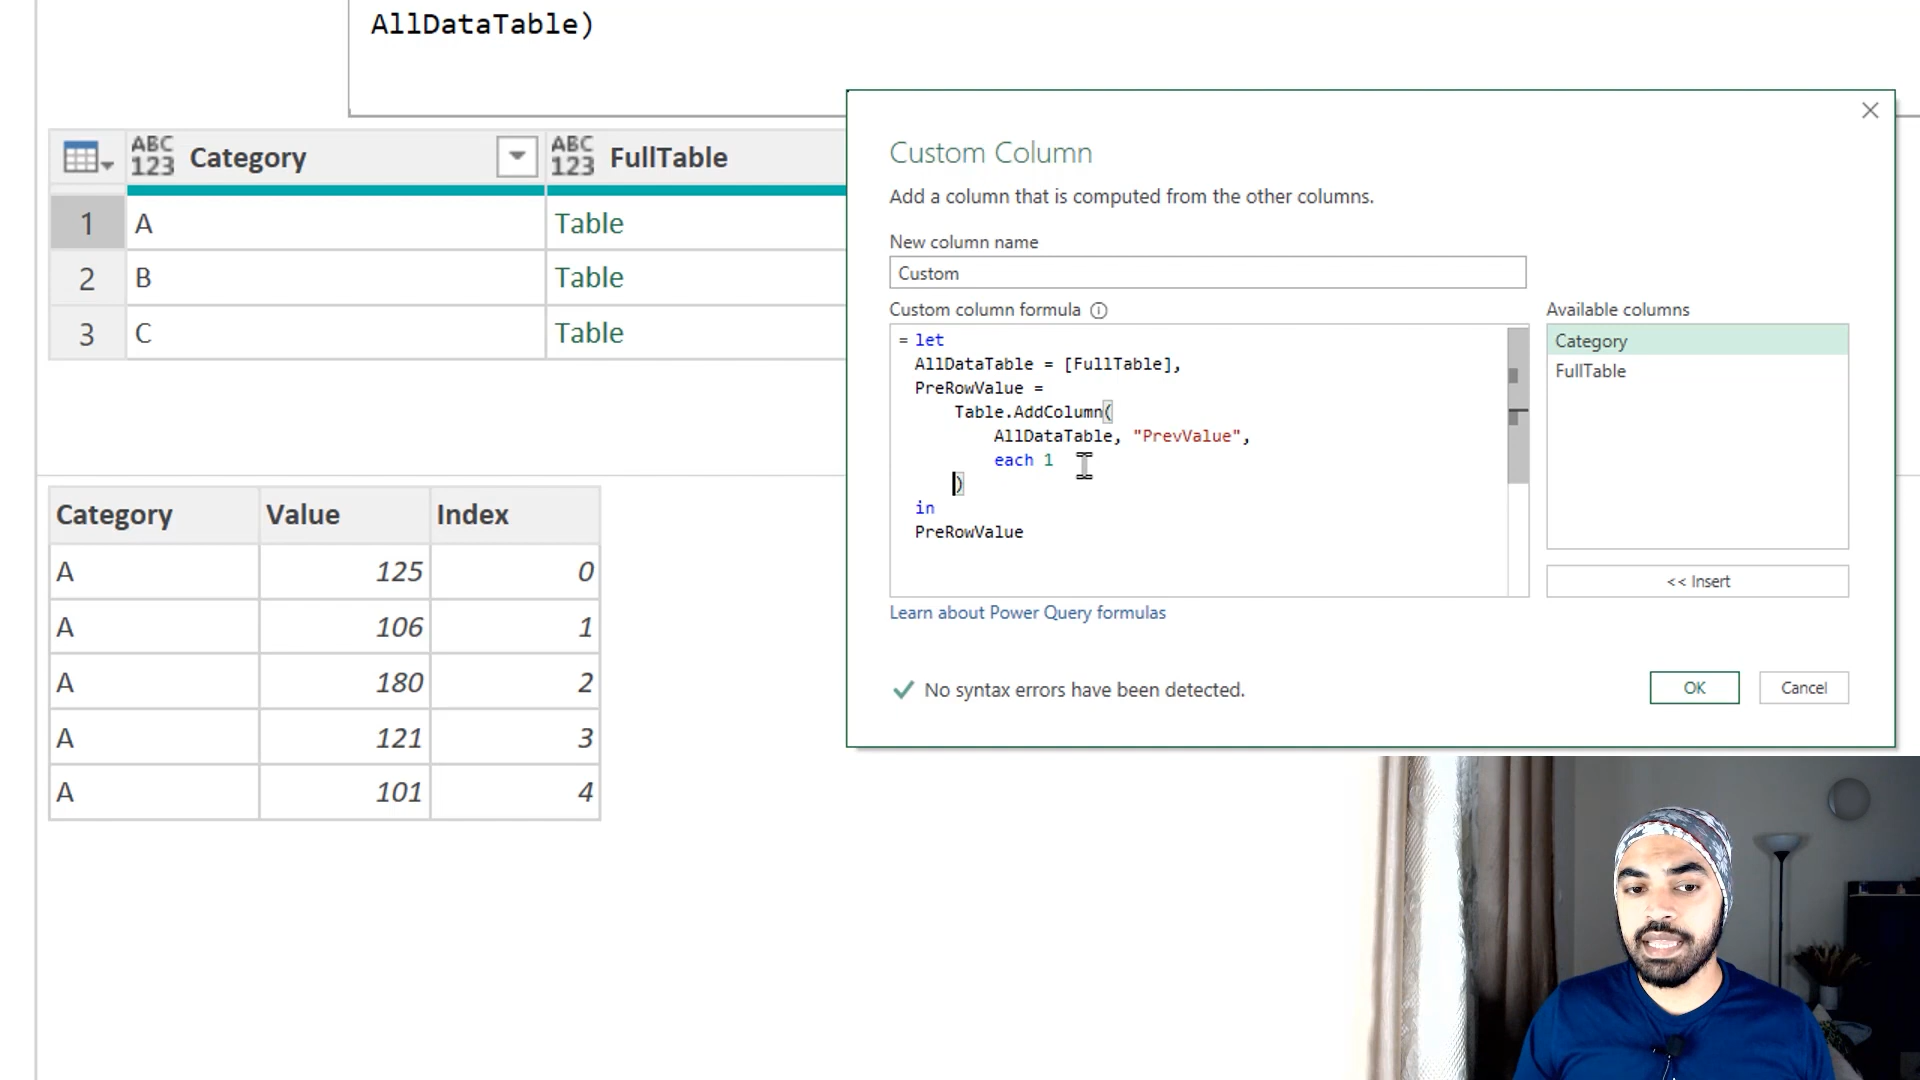 AllDataTable)
ABC 123 Category ABC 123 FullTable
1 A Table
2 B Table
3 C Table
Category Value Index
A 125 0
A 106 1
A 180 2
A 121 3
A 101 4
Custom Column
Add a column that is computed from the other columns.
New column name
Custom
Custom column formula
= let
AllDataTable = [FullTable],
PreRowValue =
Table.AddColumn(
AllDataTable, "PrevValue",
each 1
)
in
PreRowValue
Available columns
Category
FullTable
<< Insert
Learn about Power Query formulas
No syntax errors have been detected.
OK
Cancel